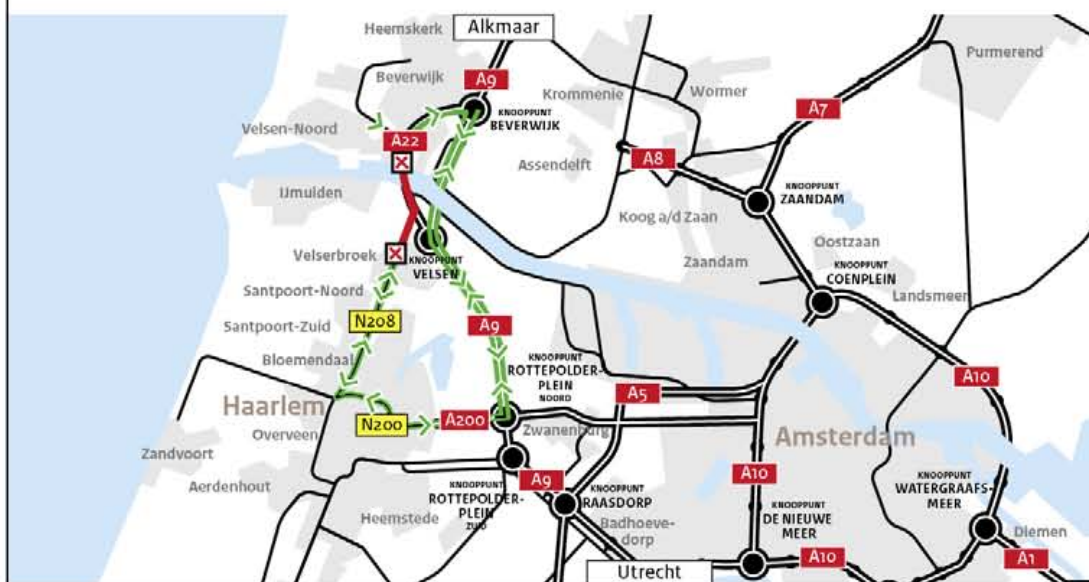 Heemskerk
Alkmaar
Purmerend
Beverwijk
A9
Krommenie
Wormer
KNOOPPUNT
BEVERWIJK
A7
Velsen-Noord
A22
Assendelft
A8
KNOOPPUNT
ZAANDAM
IJmuiden
Koog a/d Zaan
Oostzaan
Velserbroek
KNOOPPUNT
VELSEN
Zaandam
KNOOPPUNT
COENPLEIN
Santpoort-Noord
Landsmeer
N208
A9
Santpoort-Zuid
Bloemendaal
KNOOPPUNT
ROTTEPOLDER-
PLEIN
NOORD
A10
A5
Haarlem
N200
A200
Zwanenburg
Overveen
Amsterdam
Zandvoort
Aerdenhout
A9
A10
KNOOPPUNT
ROTTEPOLDER-
PLEIN
ZUID
KNOOPPUNT
RAASDORP
KNOOPPUNT
WATERGRAAFS-
MEER
Heemstede
Badhoeve-
dorp
KNOOPPUNT
DE NIEUWE
MEER
Diemen
A10
A1
Utrecht